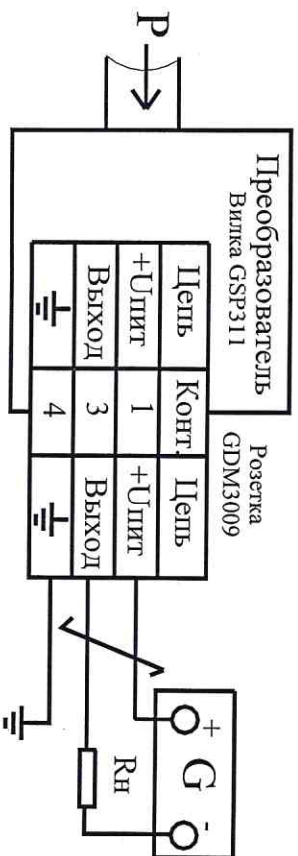 P
Преобразователь
Вилка GSP311
Розетка
GDM3009
Цепь Конт. Цепь
+Uпит 1 +Uпит
Выход 3 Выход
4
+ G -
Rн